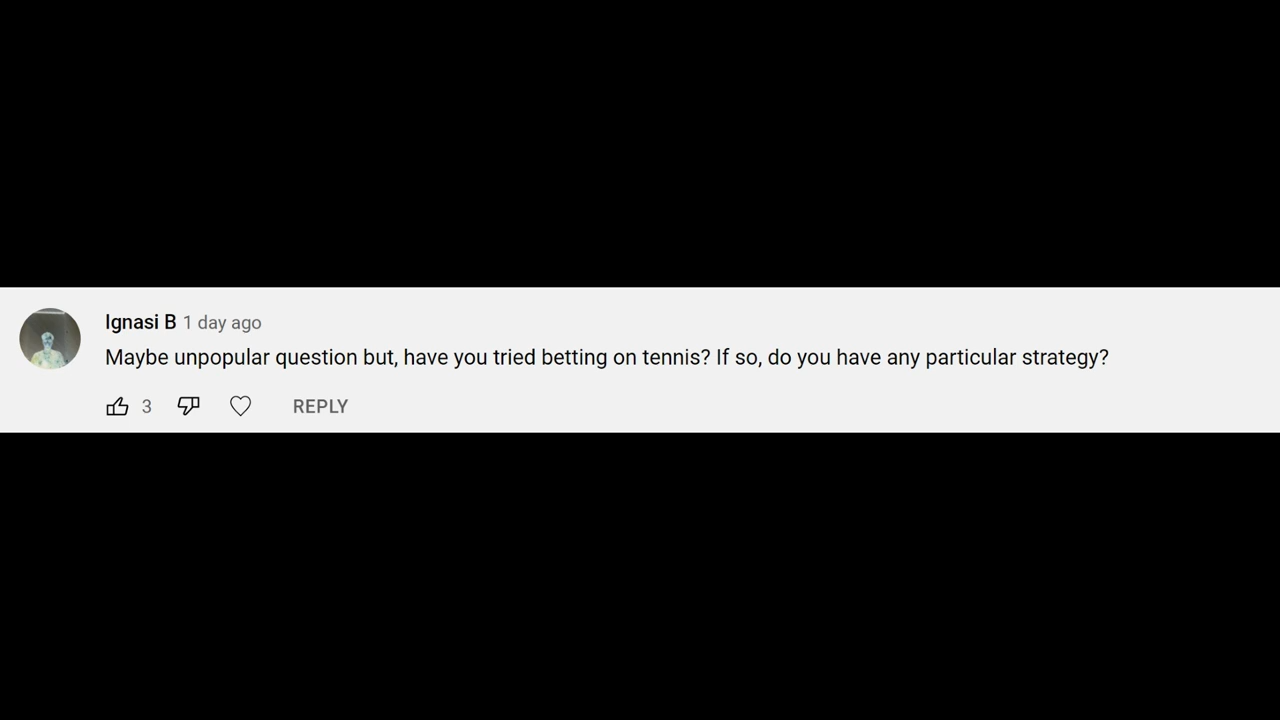 Ignasi B 1 day ago
Maybe unpopular question but, have you tried betting on tennis? If so, do you have any particular strategy?
3 REPLY